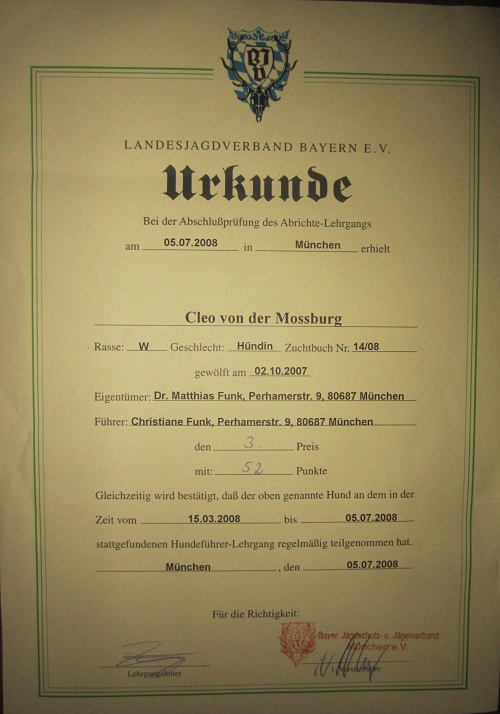 BJV
LANDESJAGDVERBAND BAYERN E.V.
Urkunde
Bei der Abschlußprüfung des Abrichte-Lehrgangs
am 05.07.2008 in München erhielt
Cleo von der Mossburg
Rasse: W Geschlecht: Hündin Zuchtbuch Nr. 14/08
gewölft am 02.10.2007
Eigentümer: Dr. Matthias Funk, Perhamerstr. 9, 80687 München
Führer: Christiane Funk, Perhamerstr. 9, 80687 München
den 3. Preis
mit: 52 Punkte
Gleichzeitig wird bestätigt, daß der oben genannte Hund an dem in der
Zeit vom 15.03.2008 bis 05.07.2008
stattgefundenen Hundeführer-Lehrgang regelmäßig teilgenommen hat.
München, den 05.07.2008
Für die Richtigkeit:
Bayer. Jagdschutz- u. Jägerverband
München e.V.
Lehrgangsleiter